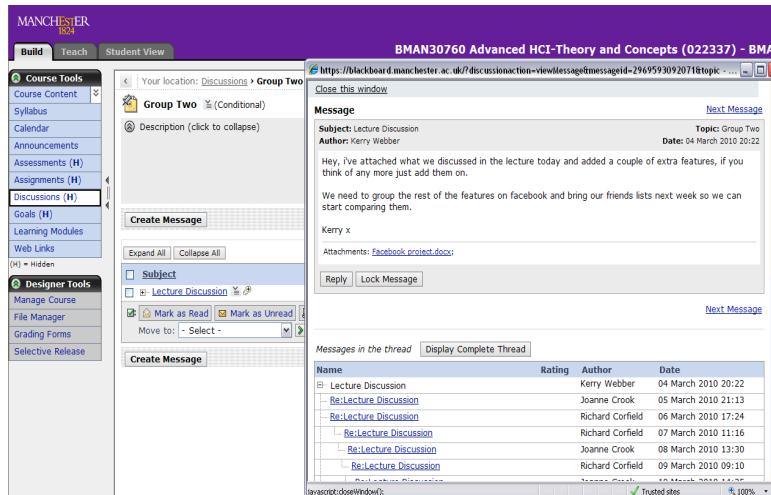 MANCHESTER
1824
Build Teach Student View
BMAN30760 Advanced HCI-Theory and Concepts (022337) - BMA
Course Tools
Course Content
Syllabus
Calendar
Announcements
Assessments (H)
Assignments (H)
Discussions (H)
Goals (H)
Learning Modules
Web Links
(H) = Hidden
Designer Tools
Manage Course
File Manager
Grading Forms
Selective Release
Your location: Discussions › Group Two
Group Two (Conditional)
Description (click to collapse)
Create Message
Expand All Collapse All
Subject
Lecture Discussion
Mark as Read Mark as Unread
Move to: - Select -
Create Message
https://blackboard.manchester.ac.uk/?discussionaction=viewMessage&messageid=2969593092071&topic - ...
Close this window
Message Next Message
Subject: Lecture Discussion Topic: Group Two
Author: Kerry Webber Date: 04 March 2010 20:22
Hey, i've attached what we discussed in the lecture today and added a couple of extra features, if you
think of any more just add them on.
We need to group the rest of the features on facebook and bring our friends lists next week so we can
start comparing them.
Kerry x
Attachments: Facebook project.docx;
Reply Lock Message
Next Message
Messages in the thread Display Complete Thread
Name Rating Author Date
Lecture Discussion Kerry Webber 04 March 2010 20:22
Re:Lecture Discussion Joanne Crook 05 March 2010 21:13
Re:Lecture Discussion Richard Corfield 06 March 2010 17:24
Re:Lecture Discussion Richard Corfield 07 March 2010 11:16
Re:Lecture Discussion Joanne Crook 08 March 2010 13:30
Re:Lecture Discussion Richard Corfield 09 March 2010 09:10
javascript:closeWindow(); Trusted sites 100%